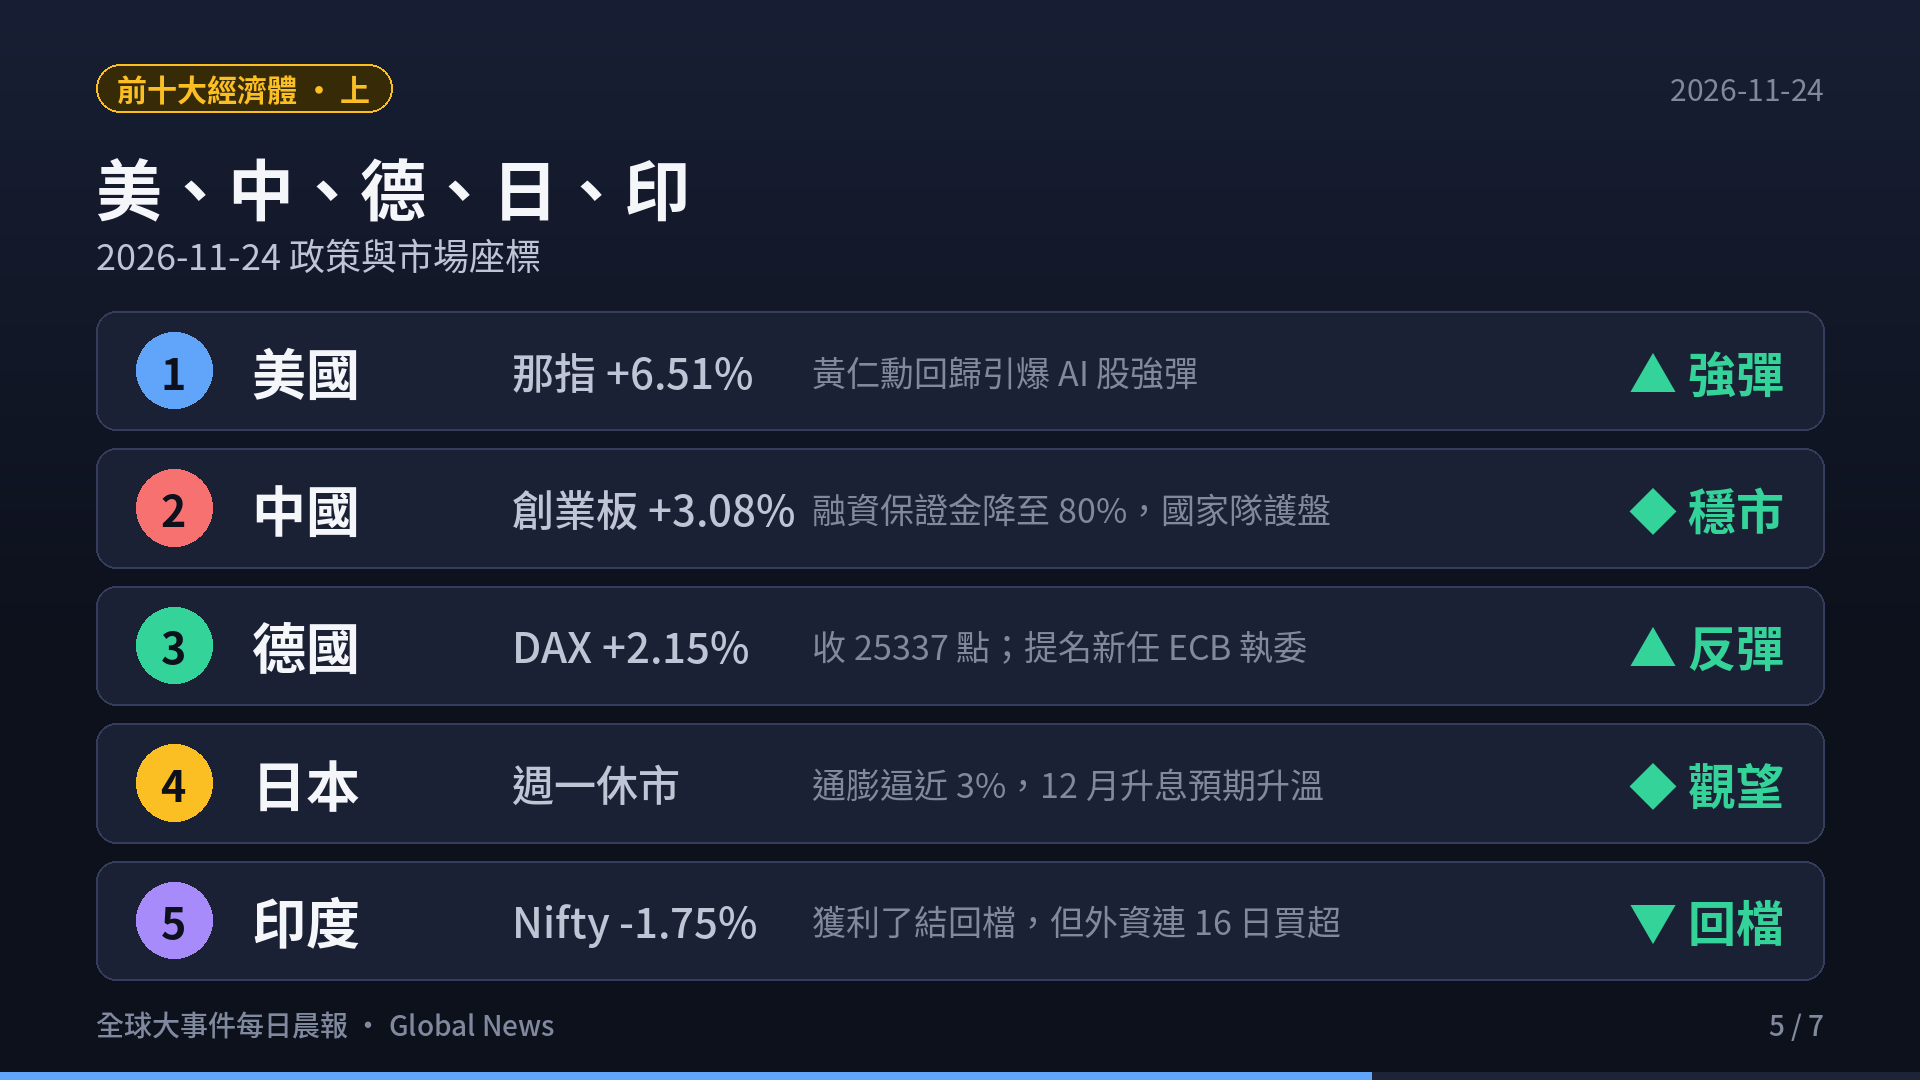 前十大經濟體 · 上
2026-11-24
美、中、德、日、印
2026-11-24 政策與市場座標
1 美國 那指 +6.51% 黃仁勳回歸引爆 AI 股強彈 ▲ 強彈
2 中國 創業板 +3.08% 融資保證金降至 80%，國家隊護盤 ◆ 穩市
3 德國 DAX +2.15% 收 25337 點；提名新任 ECB 執委 ▲ 反彈
4 日本 週一休市 通膨逼近 3%，12 月升息預期升溫 ◆ 觀望
5 印度 Nifty -1.75% 獲利了結回檔，但外資連 16 日買超 ▼ 回檔
全球大事件每日晨報 · Global News
5 / 7